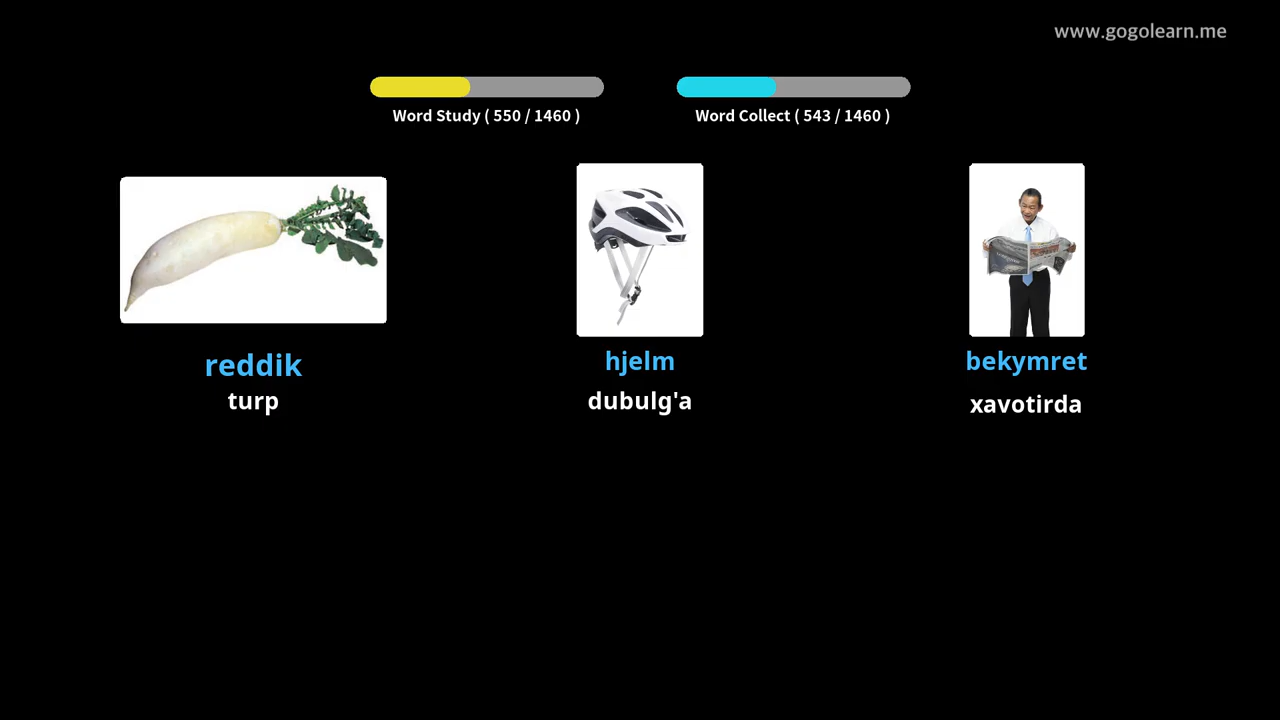 www.gogolearn.me
Word Study ( 550 / 1460 )
Word Collect ( 543 / 1460 )
reddik
turp
hjelm
dubulg'a
bekymret
xavotirda